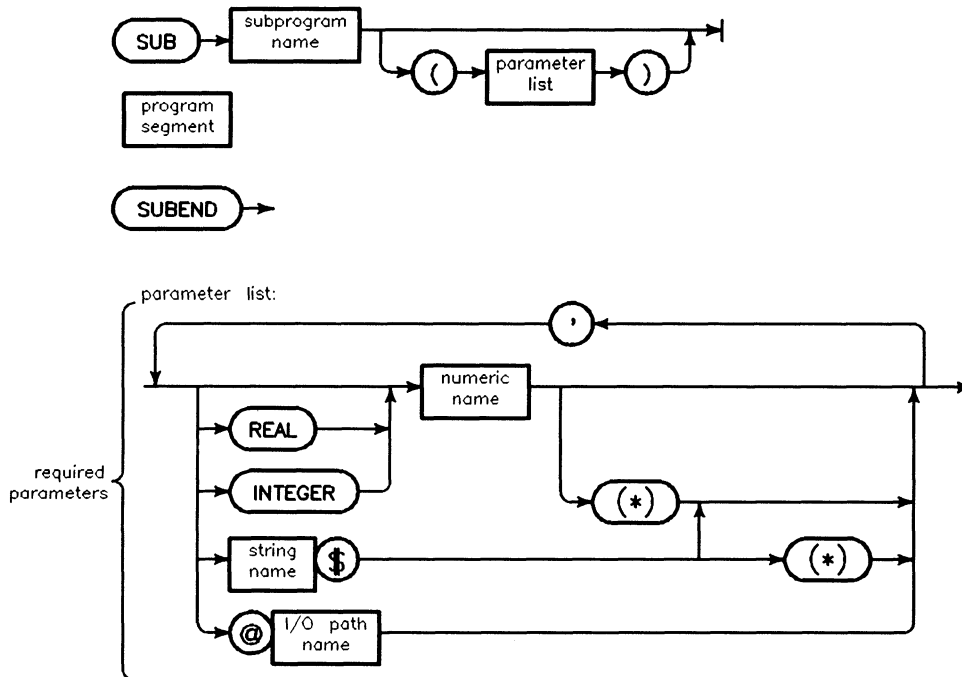 SUB
subprogram
name
(
parameter
list
)
program
segment
SUBEND
parameter list:
,
numeric
name
REAL
INTEGER
required
parameters
(*)
string
name
$
(*)
@
I/O path
name